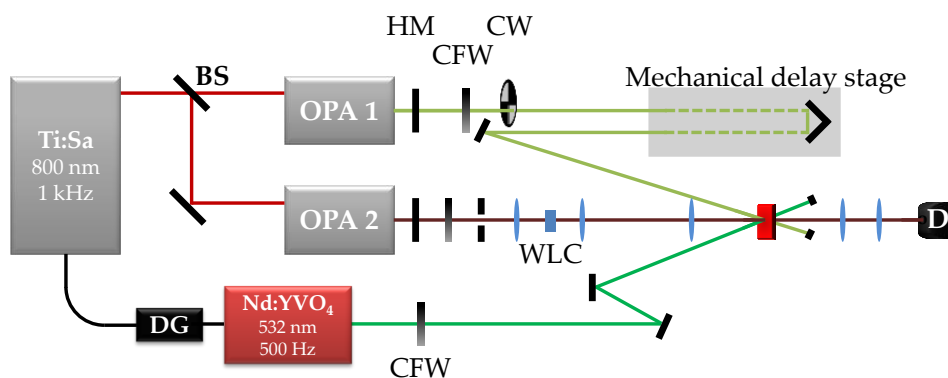 HM
CW
CFW
BS
Mechanical delay stage
OPA 1
Ti:Sa
800 nm
1 kHz
OPA 2
D
WLC
Nd:YVO₄
532 nm
500 Hz
DG
CFW